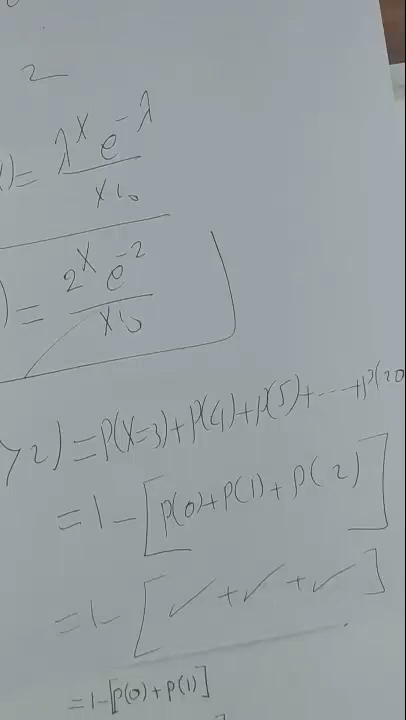 2
) = λ^x e^-λ / x!
) = 2^x e^-2 / x!
> 2) = P(X=3) + P(4) + P(5) + ... + P(20
= 1 - [P(0) + P(1) + P(2)]
= 1 - [✓ + ✓ + ✓]
= 1 - [P(0) + P(1)]